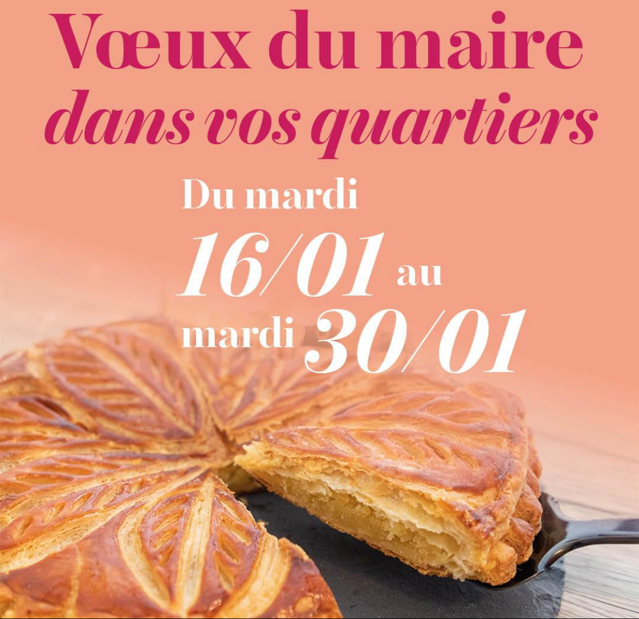 Vœux du maire
dans vos quartiers
Du mardi
16/01 au
mardi 30/01